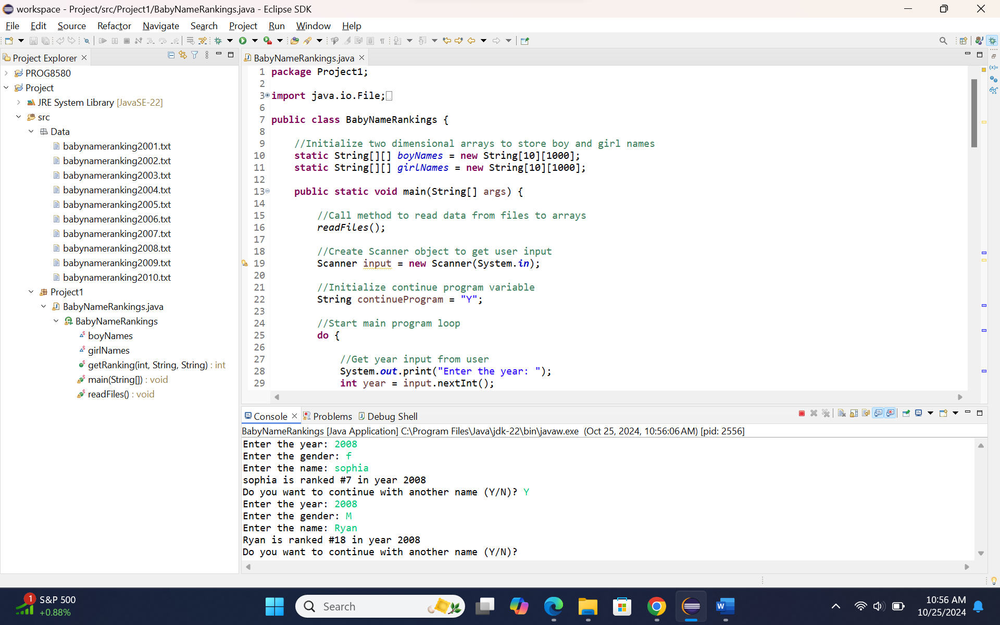 workspace - Project/src/Project1/BabyNameRankings.java - Eclipse SDK
File Edit Source Refactor Navigate Search Project Run Window Help
Project Explorer
PROG8580
Project
JRE System Library [JavaSE-22]
src
Data
babynameranking2001.txt
babynameranking2002.txt
babynameranking2003.txt
babynameranking2004.txt
babynameranking2005.txt
babynameranking2006.txt
babynameranking2007.txt
babynameranking2008.txt
babynameranking2009.txt
babynameranking2010.txt
Project1
BabyNameRankings.java
BabyNameRankings
boyNames
girlNames
getRanking(int, String, String) : int
main(String[]) : void
readFiles() : void
BabyNameRankings.java
1 package Project1;
2
3 import java.io.File;
6
7 public class BabyNameRankings {
8
9 //Initialize two dimensional arrays to store boy and girl names
10 static String[][] boyNames = new String[10][1000];
11 static String[][] girlNames = new String[10][1000];
12
13 public static void main(String[] args) {
14
15 //Call method to read data from files to arrays
16 readFiles();
17
18 //Create Scanner object to get user input
19 Scanner input = new Scanner(System.in);
20
21 //Initialize continue program variable
22 String continueProgram = "Y";
23
24 //Start main program loop
25 do {
26
27 //Get year input from user
28 System.out.print("Enter the year: ");
29 int year = input.nextInt();
Console Problems Debug Shell
BabyNameRankings [Java Application] C:\Program Files\Java\jdk-22\bin\javaw.exe (Oct 25, 2024, 10:56:06 AM) [pid: 2556]
Enter the year: 2008
Enter the gender: f
Enter the name: sophia
sophia is ranked #7 in year 2008
Do you want to continue with another name (Y/N)? Y
Enter the year: 2008
Enter the gender: M
Enter the name: Ryan
Ryan is ranked #18 in year 2008
Do you want to continue with another name (Y/N)?
1
S&P 500
+0.88%
Search
10:56 AM
10/25/2024